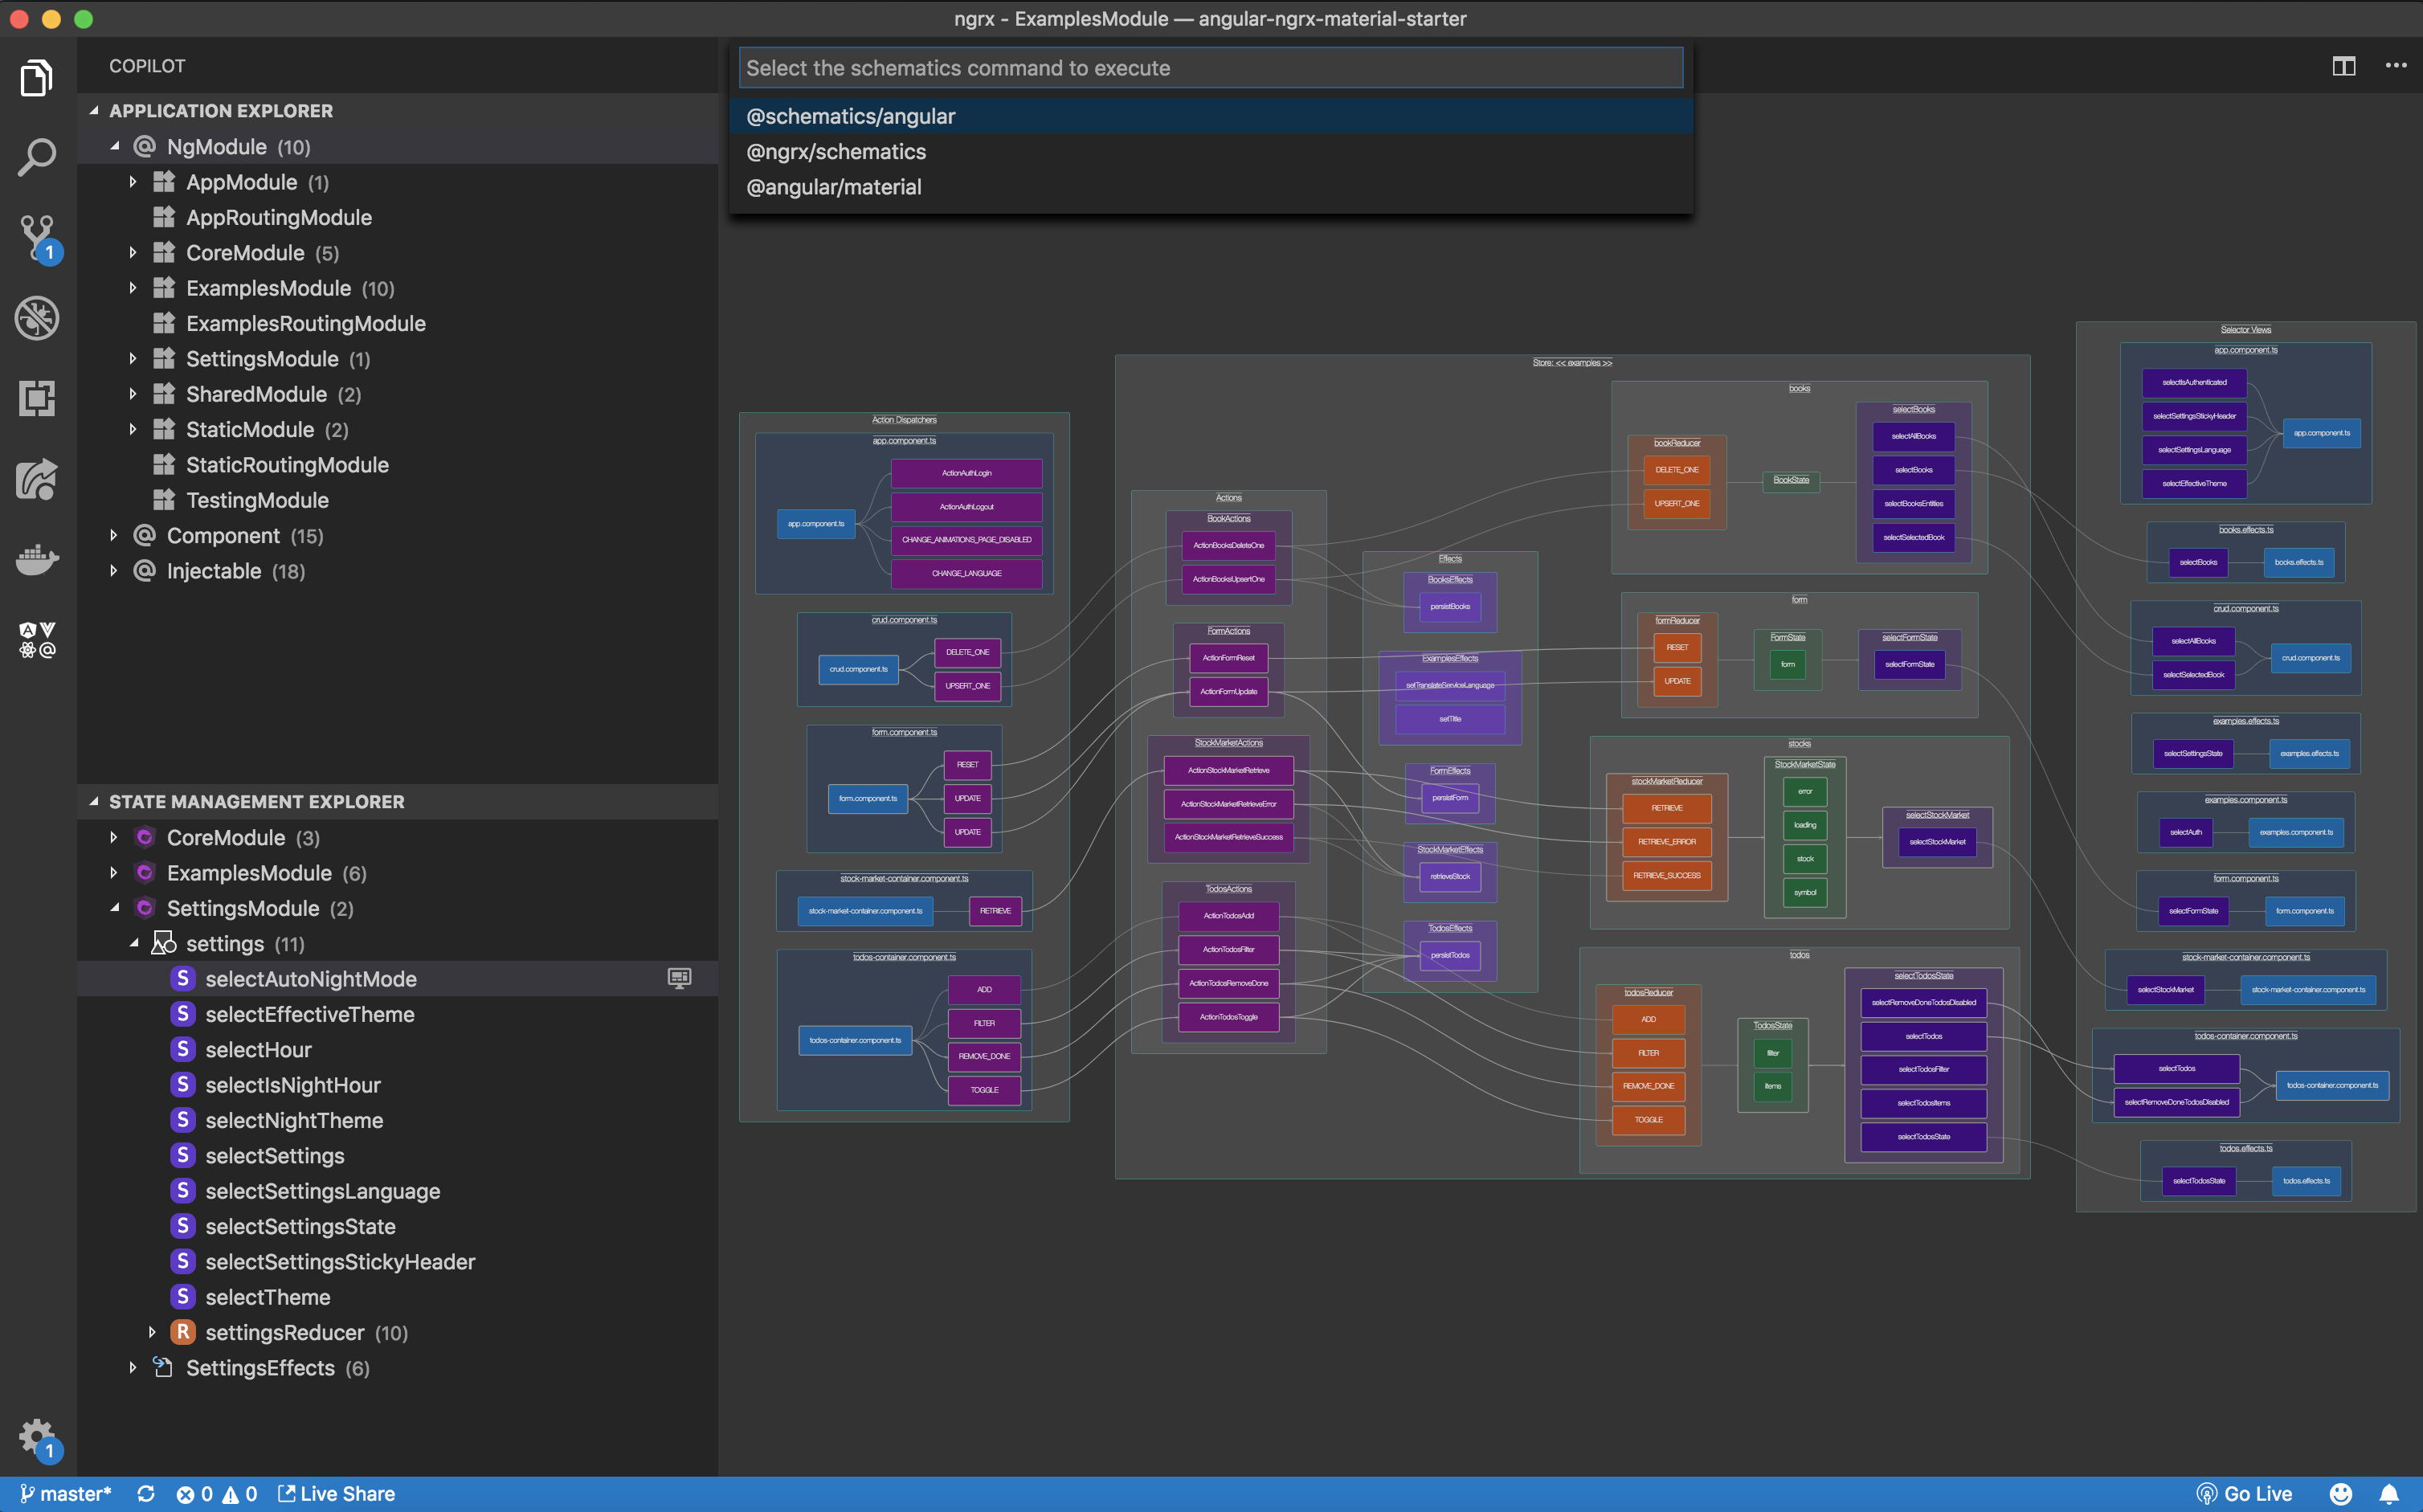 ngrx - ExamplesModule — angular-ngrx-material-starter
COPILOT
APPLICATION EXPLORER
NgModule (10)
AppModule (1)
AppRoutingModule
CoreModule (5)
ExamplesModule (10)
ExamplesRoutingModule
SettingsModule (1)
SharedModule (2)
StaticModule (2)
StaticRoutingModule
TestingModule
Component (15)
Injectable (18)
STATE MANAGEMENT EXPLORER
CoreModule (3)
ExamplesModule (6)
SettingsModule (2)
settings (11)
S selectAutoNightMode
S selectEffectiveTheme
S selectHour
S selectIsNightHour
S selectNightTheme
S selectSettings
S selectSettingsLanguage
S selectSettingsState
S selectSettingsStickyHeader
S selectTheme
R settingsReducer (10)
SettingsEffects (6)
1
1
Select the schematics command to execute
@schematics/angular
@ngrx/schematics
@angular/material
Action Dispatchers
app.component.ts
app.component.ts
ActionAuthLogin
ActionAuthLogout
CHANGE_ANIMATIONS_PAGE_DISABLED
CHANGE_LANGUAGE
crud.component.ts
crud.component.ts
DELETE_ONE
UPSERT_ONE
form.component.ts
form.component.ts
RESET
UPDATE
UPDATE
stock-market-container.component.ts
stock-market-container.component.ts
RETRIEVE
todos-container.component.ts
todos-container.component.ts
ADD
FILTER
REMOVE_DONE
TOGGLE
Store: << examples >>
Actions
BookActions
ActionBooksDeleteOne
ActionBooksUpsertOne
FormActions
ActionFormReset
ActionFormUpdate
StockMarketActions
ActionStockMarketRetrieve
ActionStockMarketRetrieveError
ActionStockMarketRetrieveSuccess
TodosActions
ActionTodosAdd
ActionTodosFilter
ActionTodosRemoveDone
ActionTodosToggle
Effects
BooksEffects
persistBooks
ExamplesEffects
setTranslateServiceLanguage
setTitle
FormEffects
persistForm
StockMarketEffects
retrieveStock
TodosEffects
persistTodos
books
bookReducer
DELETE_ONE
UPSERT_ONE
BookState
selectBooks
selectAllBooks
selectBooks
selectBooksEntities
selectSelectedBook
form
formReducer
RESET
UPDATE
FormState
form
selectFormState
selectFormState
stocks
stockMarketReducer
RETRIEVE
RETRIEVE_ERROR
RETRIEVE_SUCCESS
StockMarketState
error
loading
stock
symbol
selectStockMarket
selectStockMarket
todos
todosReducer
ADD
FILTER
REMOVE_DONE
TOGGLE
TodosState
filter
items
selectTodosState
selectRemoveDoneTodosDisabled
selectTodos
selectTodosFilter
selectTodosItems
selectTodosState
Selector Views
app.component.ts
selectIsAuthenticated
selectSettingsStickyHeader
selectSettingsLanguage
selectEffectiveTheme
app.component.ts
books.effects.ts
selectBooks
books.effects.ts
crud.component.ts
selectAllBooks
selectSelectedBook
crud.component.ts
examples.effects.ts
selectSettingsState
examples.effects.ts
examples.component.ts
selectAuth
examples.component.ts
form.component.ts
selectFormState
form.component.ts
stock-market-container.component.ts
selectStockMarket
stock-market-container.component.ts
todos-container.component.ts
selectTodos
selectRemoveDoneTodosDisabled
todos-container.component.ts
todos.effects.ts
selectTodosState
todos.effects.ts
master* 0 0 Live Share
Go Live